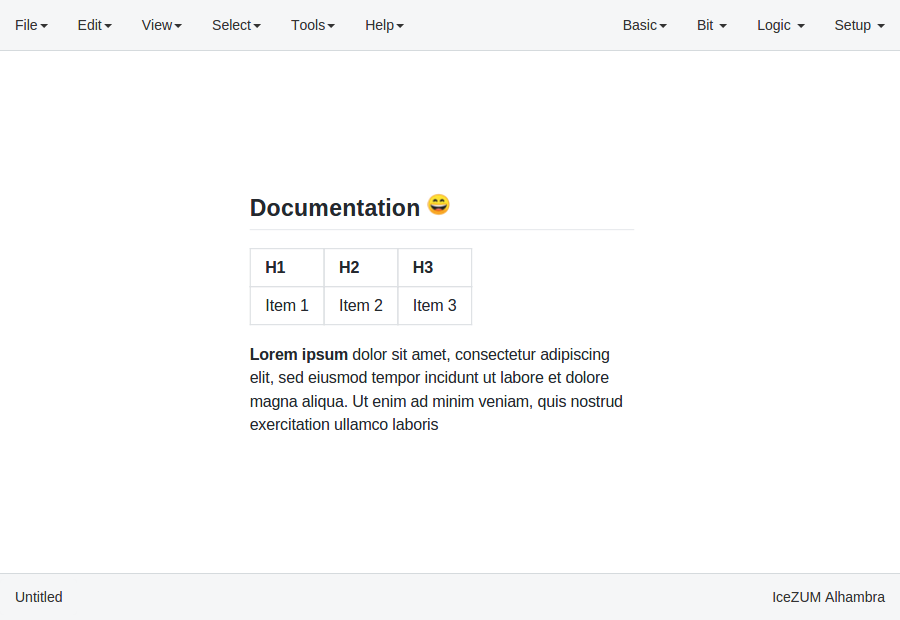 File Edit View Select Tools Help Basic Bit Logic Setup
Documentation 😄
H1 H2 H3
Item 1 Item 2 Item 3
Lorem ipsum dolor sit amet, consectetur adipiscing
elit, sed eiusmod tempor incidunt ut labore et dolore
magna aliqua. Ut enim ad minim veniam, quis nostrud
exercitation ullamco laboris
Untitled IceZUM Alhambra